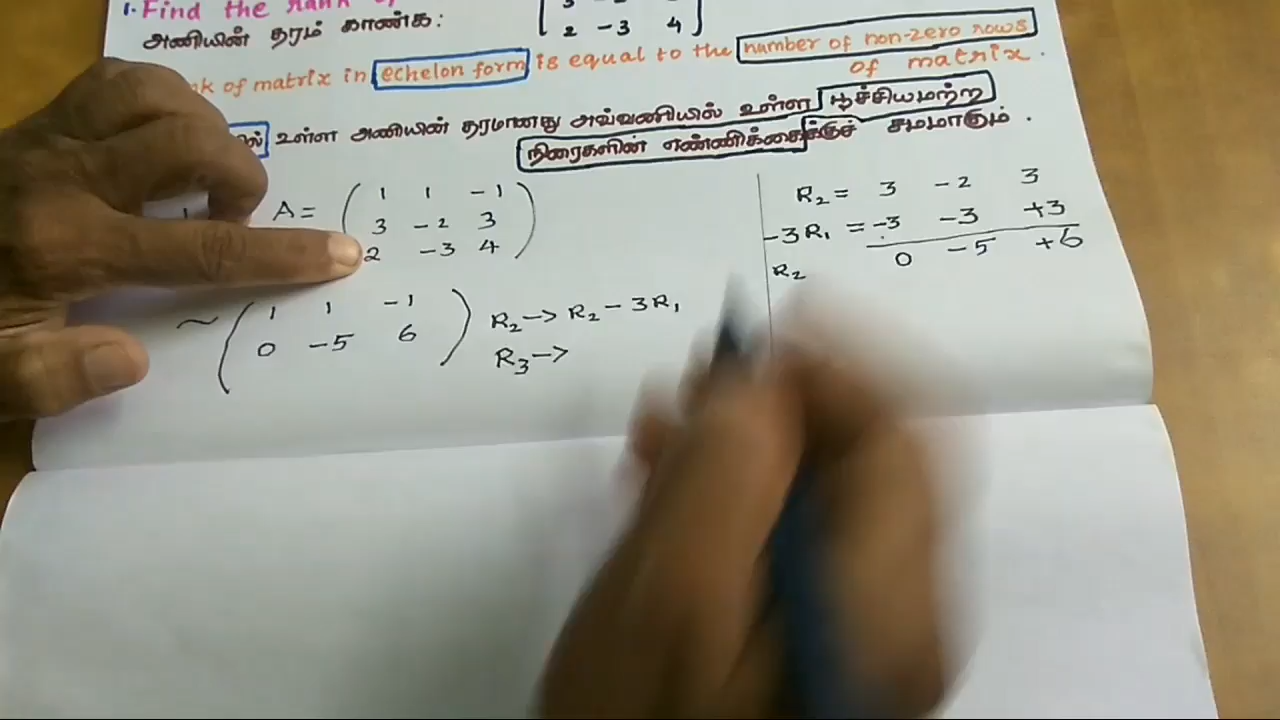 1. Find the
3
அணியின் தரம் காண்க:
2 -3 4
of matrix in echelon form is equal to the number of non-zero rows
of matrix.
உள்ள அணியின் தரமானது அவ்வணியில் உள்ள பூச்சியமற்ற
நிரைகளின் எண்ணிக்கைக்குச் சமமாகும்.
A = ( 1 1 -1
3 -2 3
2 -3 4 )
~ ( 1 1 -1
0 -5 6 )
R2 → R2 - 3R1
R3 →
R2 = 3 -2 3
-3R1 = -3 -3 +3
0 -5 +6
R2